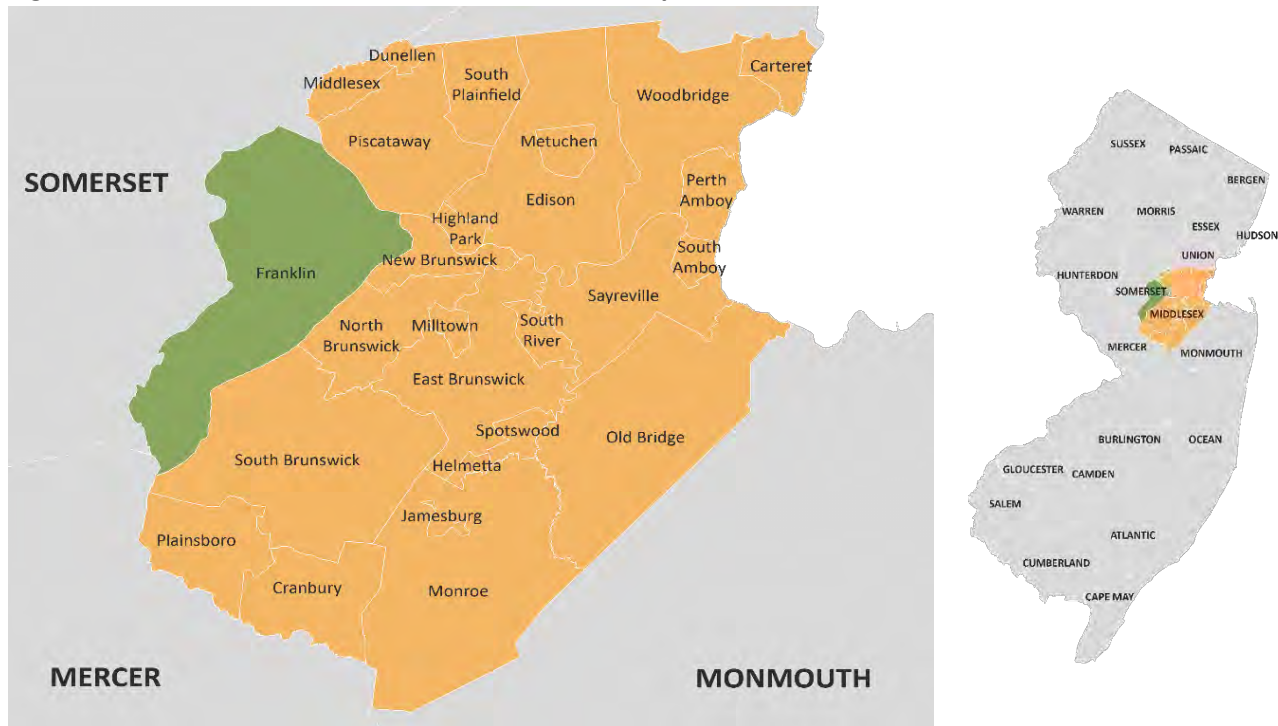 Dunellen
Middlesex
South
Plainfield
Carteret
Woodbridge
Piscataway
Metuchen
SOMERSET
Perth
Amboy
Edison
Highland
Park
New Brunswick
South
Amboy
Franklin
Sayreville
North
Brunswick
Milltown
South
River
East Brunswick
Spotswood
Old Bridge
South Brunswick
Helmetta
Jamesburg
Plainsboro
Cranbury
Monroe
MERCER
MONMOUTH
SUSSEX
PASSAIC
BERGEN
WARREN
MORRIS
ESSEX
HUDSON
UNION
HUNTERDON
SOMERSET
MIDDLESEX
MERCER
MONMOUTH
BURLINGTON
OCEAN
GLOUCESTER
CAMDEN
SALEM
ATLANTIC
CUMBERLAND
CAPE MAY